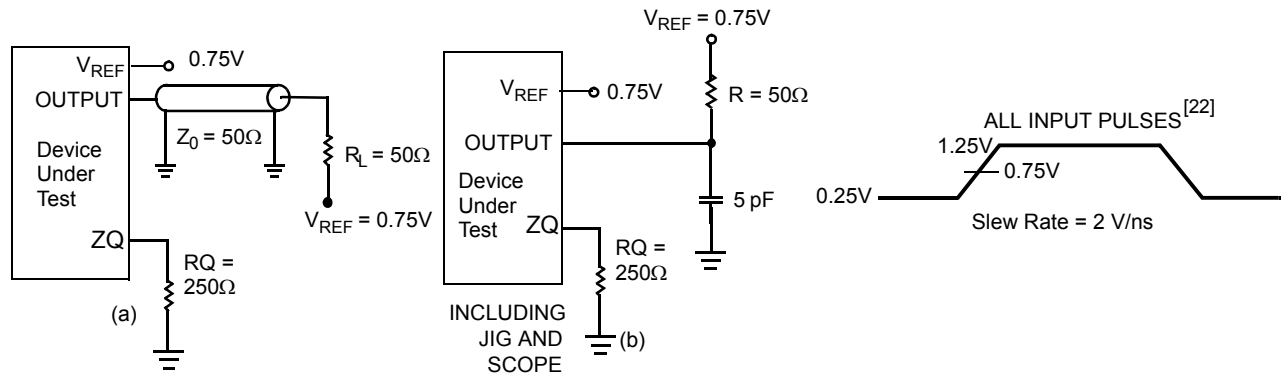 V_REF
0.75V
OUTPUT
Z_0 = 50Ω
Device
Under
Test
R_L = 50Ω
V_REF = 0.75V
ZQ
RQ =
250Ω
(a)
V_REF = 0.75V
V_REF
0.75V
R = 50Ω
OUTPUT
Device
Under
Test
5 pF
ZQ
RQ =
250Ω
INCLUDING
JIG AND
SCOPE
(b)
ALL INPUT PULSES[22]
1.25V
0.75V
0.25V
Slew Rate = 2 V/ns